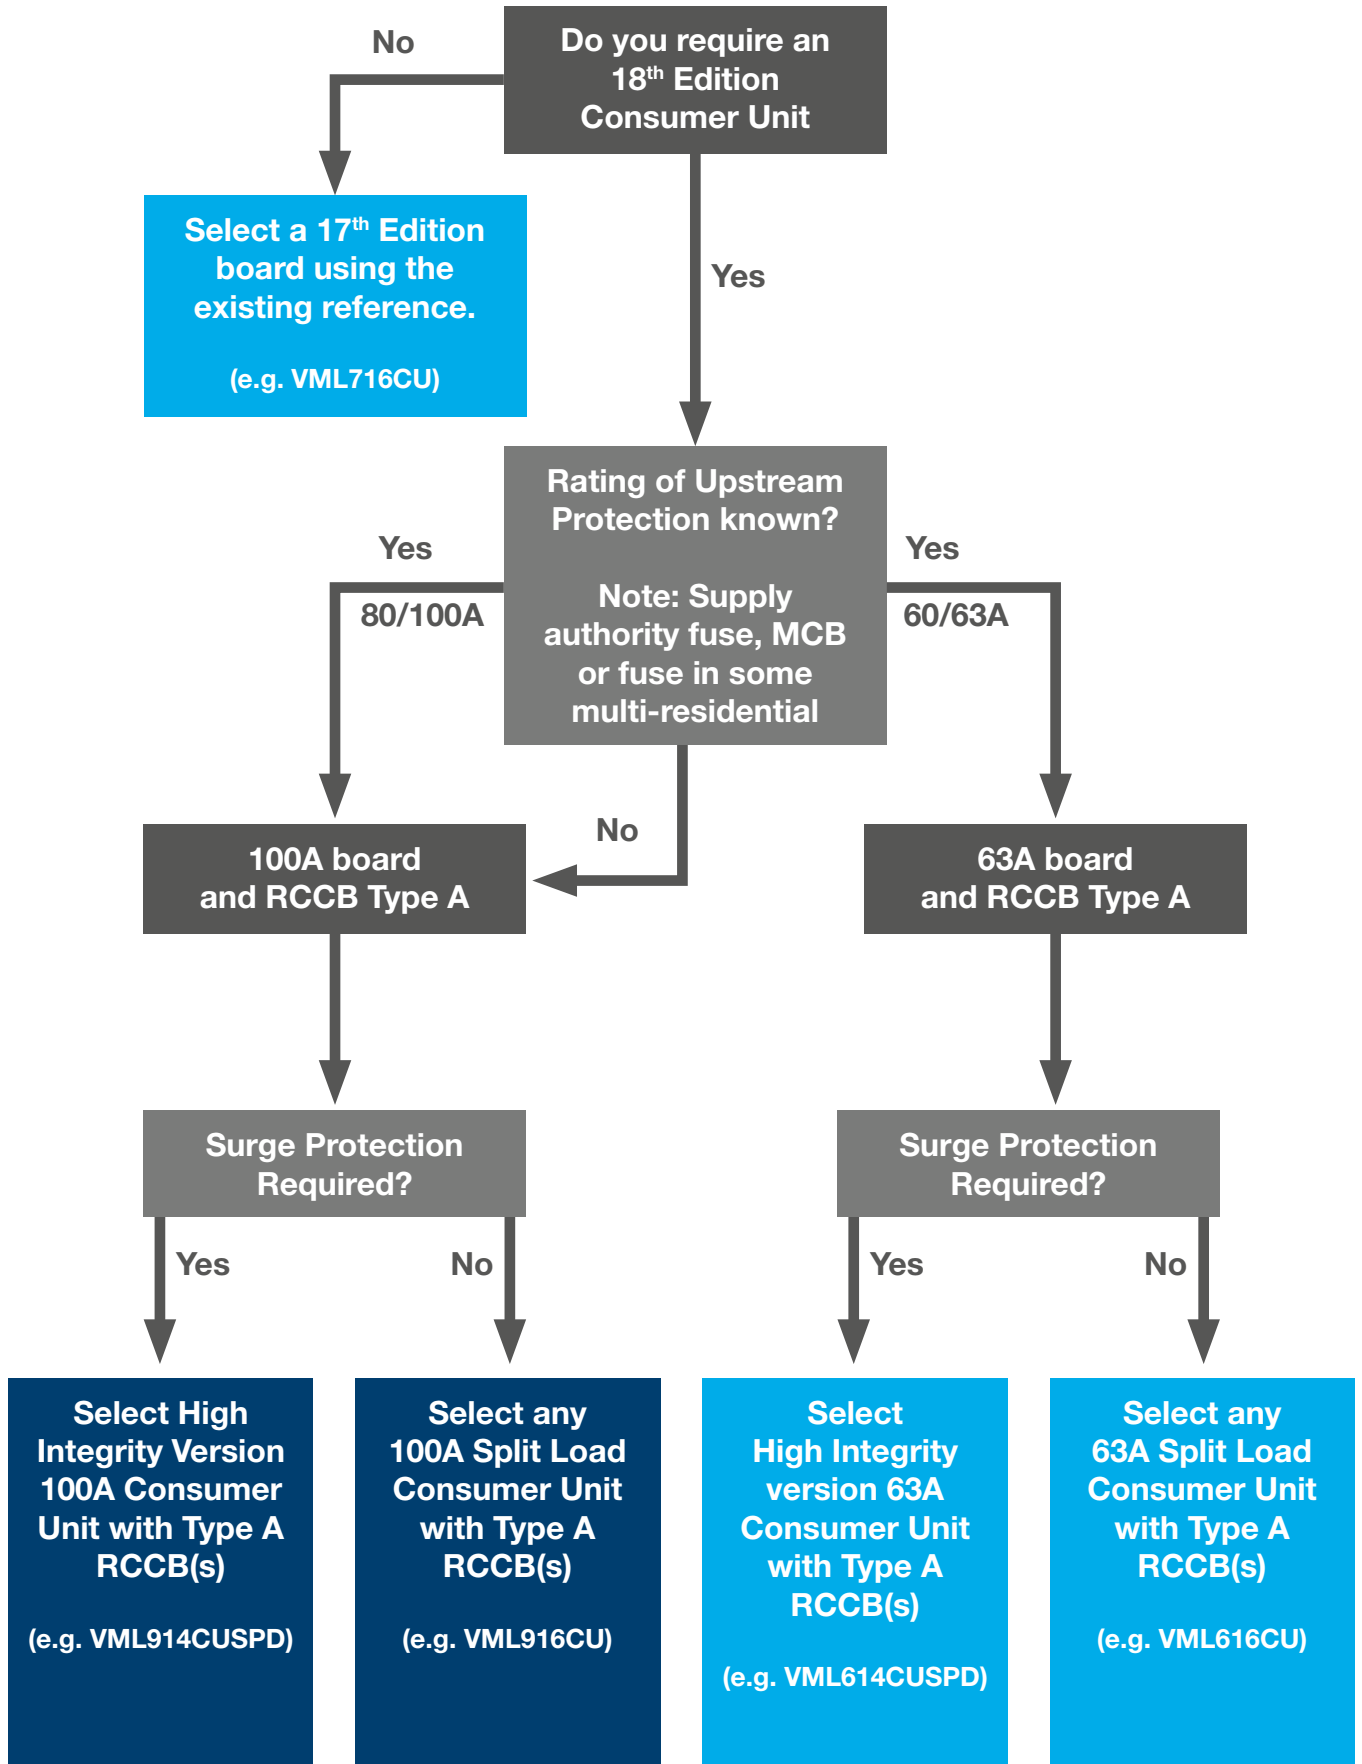 No
Do you require an
18th Edition
Consumer Unit
Select a 17th Edition
board using the
existing reference.
(e.g. VML716CU)
Yes
Rating of Upstream
Protection known?
Note: Supply
authority fuse, MCB
or fuse in some
multi-residential
Yes
80/100A
Yes
60/63A
No
100A board
and RCCB Type A
63A board
and RCCB Type A
Surge Protection
Required?
Surge Protection
Required?
Yes
No
Yes
No
Select High
Integrity Version
100A Consumer
Unit with Type A
RCCB(s)
(e.g. VML914CUSPD)
Select any
100A Split Load
Consumer Unit
with Type A
RCCB(s)
(e.g. VML916CU)
Select
High Integrity
version 63A
Consumer Unit
with Type A
RCCB(s)
(e.g. VML614CUSPD)
Select any
63A Split Load
Consumer Unit
with Type A
RCCB(s)
(e.g. VML616CU)